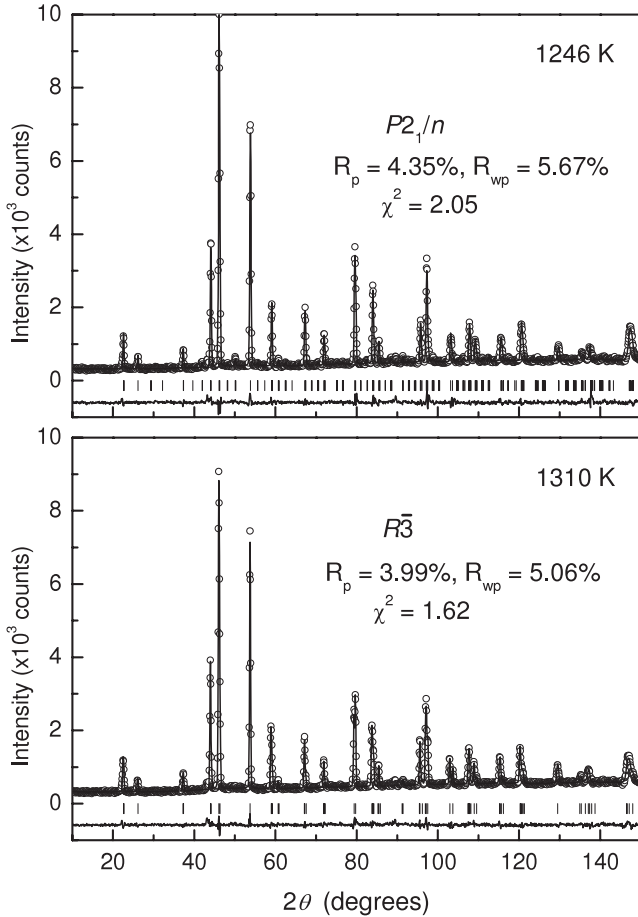 10
8
6
4
2
0
Intensity (x10³ counts)
1246 K
P2₁/n
Rₚ = 4.35%, R_wp = 5.67%
χ² = 2.05
10
8
6
4
2
0
Intensity (x10³ counts)
1310 K
R3̅
Rₚ = 3.99%, R_wp = 5.06%
χ² = 1.62
20 40 60 80 100 120 140
2θ (degrees)